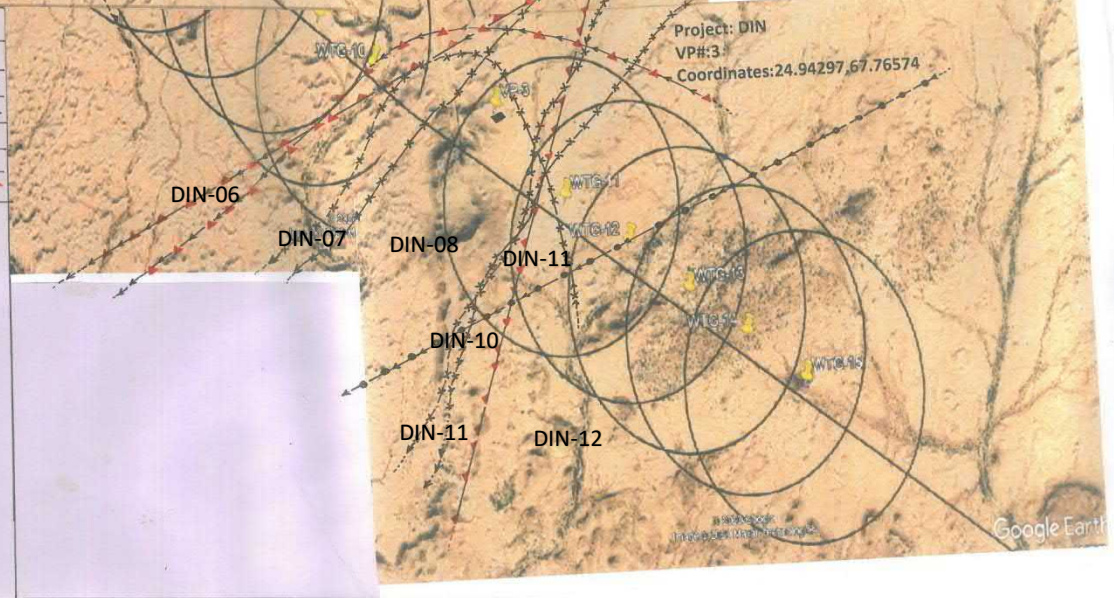 Project: DIN
VP#:3
Coordinates:24.94297,67.76574
WTG-10
VP-3
WTG-11
WTG-12
WTG-13
WTG-14
WTG-15
DIN-06
DIN-07
DIN-08
DIN-11
DIN-10
DIN-11
DIN-12
Google Earth